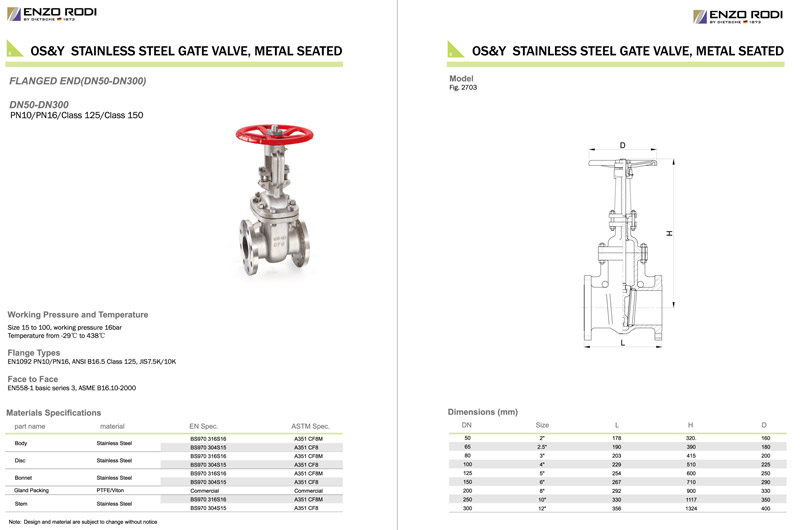 ENZO RODI
BY DIETSCHE 1873
OS&Y STAINLESS STEEL GATE VALVE, METAL SEATED
FLANGED END(DN50-DN300)
DN50-DN300
PN10/PN16/Class 125/Class 150
CF8
Working Pressure and Temperature
Size 15 to 100, working pressure 16bar
Temperature from -29℃ to 438℃
Flange Types
EN1092 PN10/PN16, ANSI B16.5 Class 125, JIS7.5K/10K
Face to Face
EN558-1 basic series 3, ASME B16.10-2000
Materials Specifications
part name material EN Spec. ASTM Spec.
Body Stainless Steel BS970 316S16 A351 CF8M
BS970 304S15 A351 CF8
Disc Stainless Steel BS970 316S16 A351 CF8M
BS970 304S15 A351 CF8
Bonnet Stainless Steel BS970 316S16 A351 CF8M
BS970 304S15 A351 CF8
Gland Packing PTFE/Viton Commercial Commercial
Stem Stainless Steel BS970 316S16 A351 CF8M
BS970 304S15 A351 CF8
Note: Design and material are subject to change without notice
ENZO RODI
BY DIETSCHE 1873
OS&Y STAINLESS STEEL GATE VALVE, METAL SEATED
Model
Fig. 2703
D
H
L
Dimensions (mm)
DN Size L H D
50 2" 178 320. 160
65 2.5" 190 390 180
80 3" 203 415 200
100 4" 229 510 225
125 5" 254 600 250
150 6" 267 710 290
200 8" 292 900 330
250 10" 330 1117 350
300 12" 356 1324 400